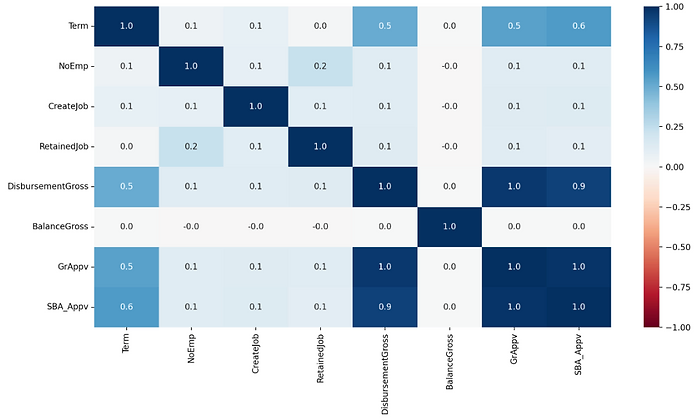 Term 1.0 0.1 0.1 0.0 0.5 0.0 0.5 0.6
NoEmp 0.1 1.0 0.1 0.2 0.1 -0.0 0.1 0.1
CreateJob 0.1 0.1 1.0 0.1 0.1 -0.0 0.1 0.1
RetainedJob 0.0 0.2 0.1 1.0 0.1 -0.0 0.1 0.1
DisbursementGross 0.5 0.1 0.1 0.1 1.0 0.0 1.0 0.9
BalanceGross 0.0 -0.0 -0.0 -0.0 0.0 1.0 0.0 0.0
GrAppv 0.5 0.1 0.1 0.1 1.0 0.0 1.0 1.0
SBA_Appv 0.6 0.1 0.1 0.1 0.9 0.0 1.0 1.0
Term
NoEmp
CreateJob
RetainedJob
DisbursementGross
BalanceGross
GrAppv
SBA_Appv
1.00
0.75
0.50
0.25
0.00
−0.25
−0.50
−0.75
−1.00